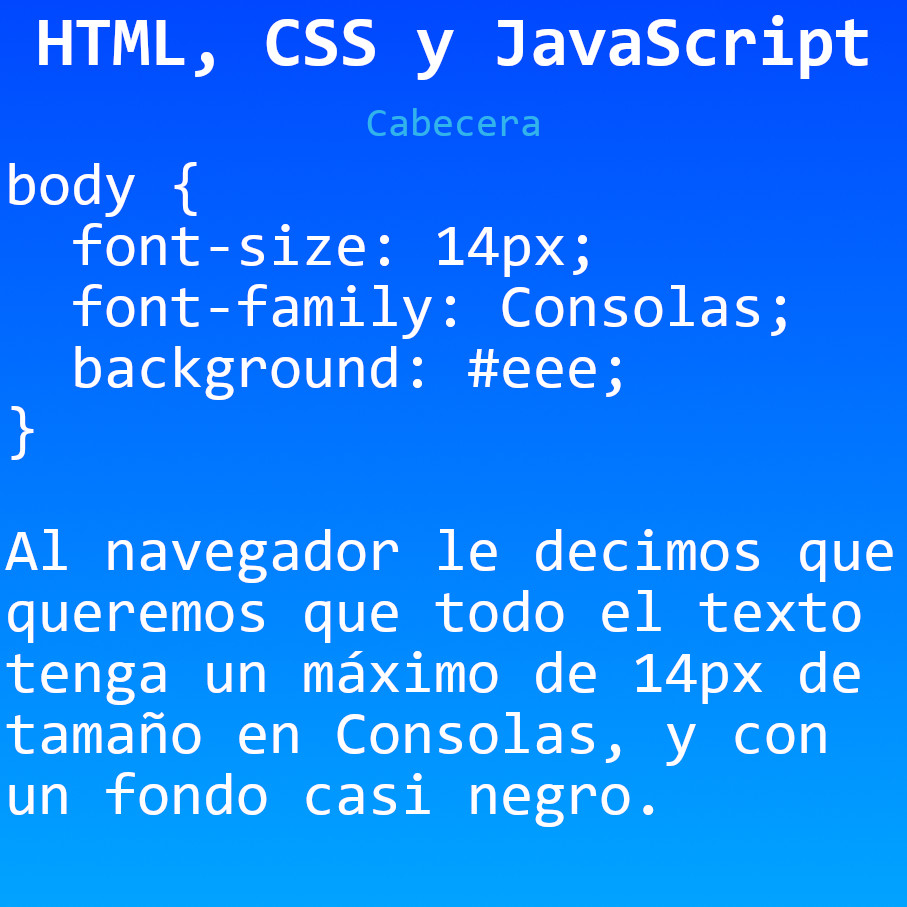 HTML, CSS y JavaScript
Cabecera
body {
  font-size: 14px;
  font-family: Consolas;
  background: #eee;
}
Al navegador le decimos que
queremos que todo el texto
tenga un máximo de 14px de
tamaño en Consolas, y con
un fondo casi negro.